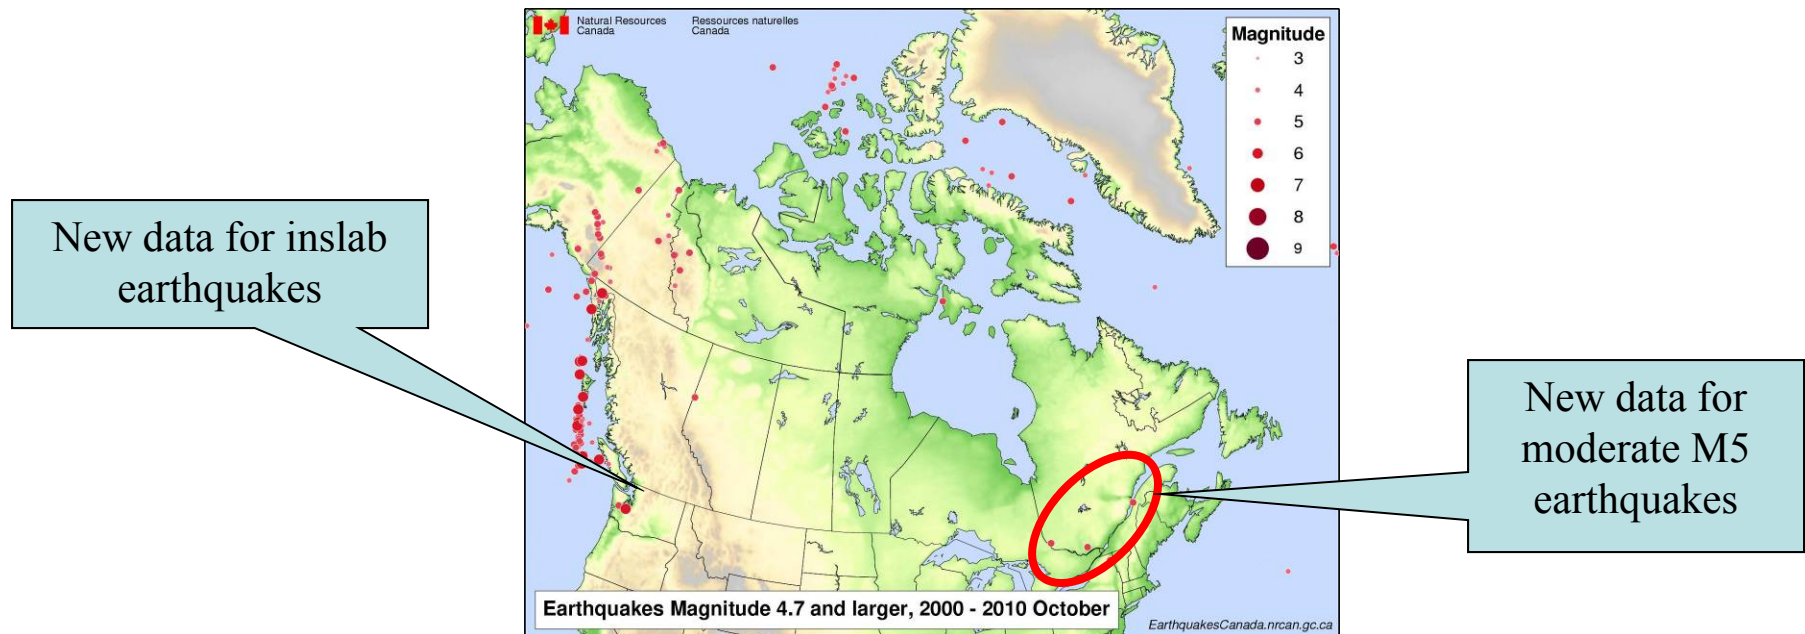 Natural Resources
Canada
Ressources naturelles
Canada
Magnitude
3
4
5
6
7
8
9
New data for inslab
earthquakes
New data for
moderate M5
earthquakes
Earthquakes Magnitude 4.7 and larger, 2000 - 2010 October
EarthquakesCanada.nrcan.gc.ca